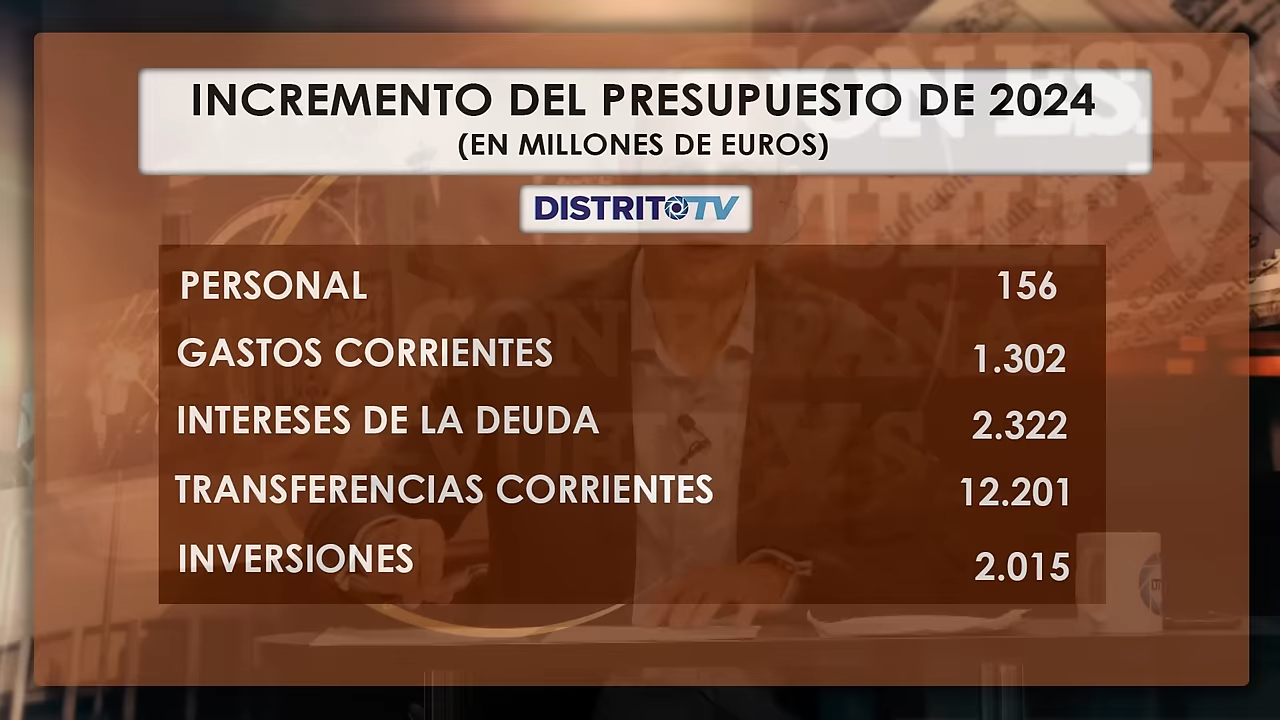 INCREMENTO DEL PRESUPUESTO DE 2024
(EN MILLONES DE EUROS)
DISTRITOTV
PERSONAL 156
GASTOS CORRIENTES 1.302
INTERESES DE LA DEUDA 2.322
TRANSFERENCIAS CORRIENTES 12.201
INVERSIONES 2.015